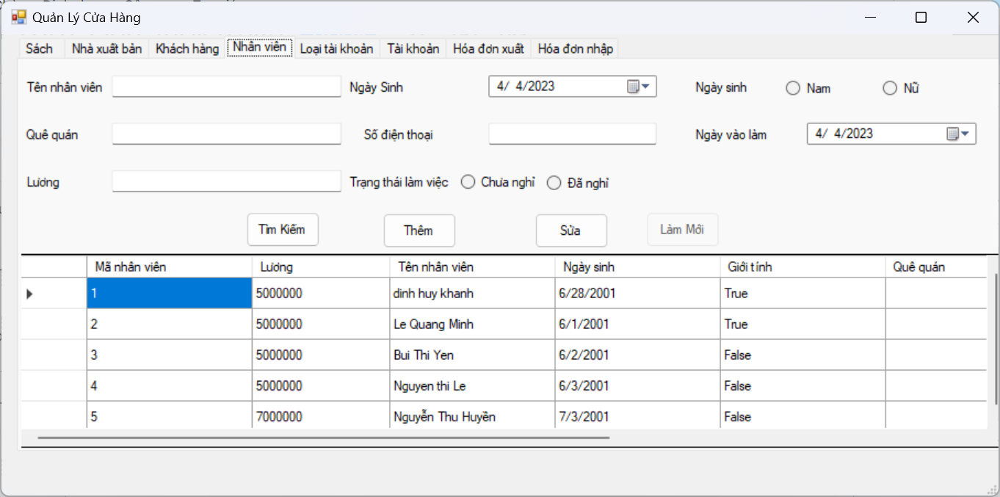 Quản Lý Cửa Hàng
Sách Nhà xuất bản Khách hàng Nhân viên Loại tài khoản Tài khoản Hóa đơn xuất Hóa đơn nhập
Tên nhân viên Ngày Sinh 4/ 4/2023 Ngày sinh Nam Nữ
Quê quán Số điện thoại Ngày vào làm 4/ 4/2023
Lương Trạng thái làm việc Chưa nghỉ Đã nghỉ
Tìm Kiếm Thêm Sửa Làm Mới
Mã nhân viên Lương Tên nhân viên Ngày sinh Giới tính Quê quán
1 5000000 dinh huy khanh 6/28/2001 True
2 5000000 Le Quang Minh 6/1/2001 True
3 5000000 Bui Thi Yen 6/2/2001 False
4 5000000 Nguyen thi Le 6/3/2001 False
5 7000000 Nguyễn Thu Huyền 7/3/2001 False